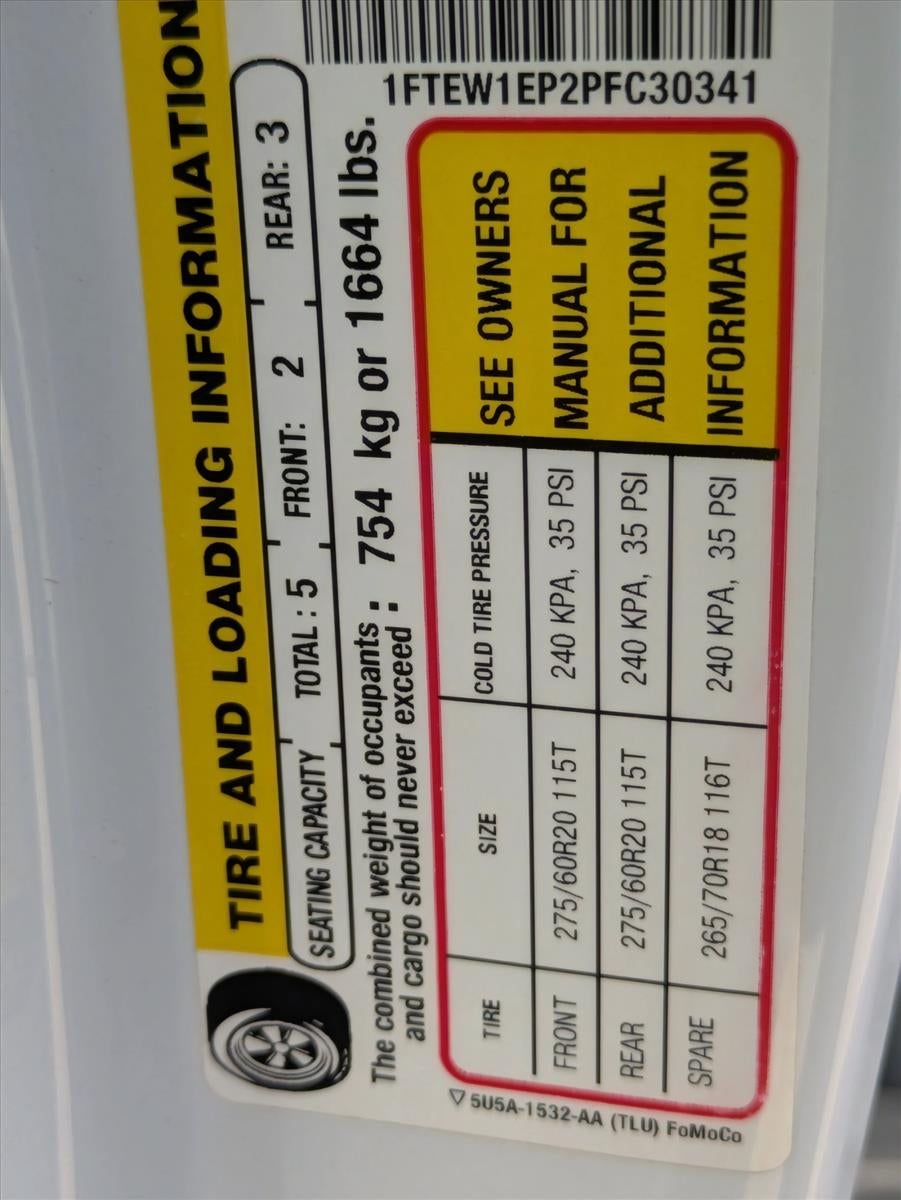 TIRE AND LOADING INFORMATION
SEATING CAPACITY TOTAL : 5 FRONT: 2 REAR: 3
The combined weight of occupants :
and cargo should never exceed : 754 kg or 1664 lbs.
1FTEW1EP2PFC30341
TIRE SIZE COLD TIRE PRESSURE
FRONT 275/60R20 115T 240 KPA, 35 PSI
REAR 275/60R20 115T 240 KPA, 35 PSI
SPARE 265/70R18 116T 240 KPA, 35 PSI
SEE OWNERS
MANUAL FOR
ADDITIONAL
INFORMATION
5U5A-1532-AA (TLU) FoMoCo